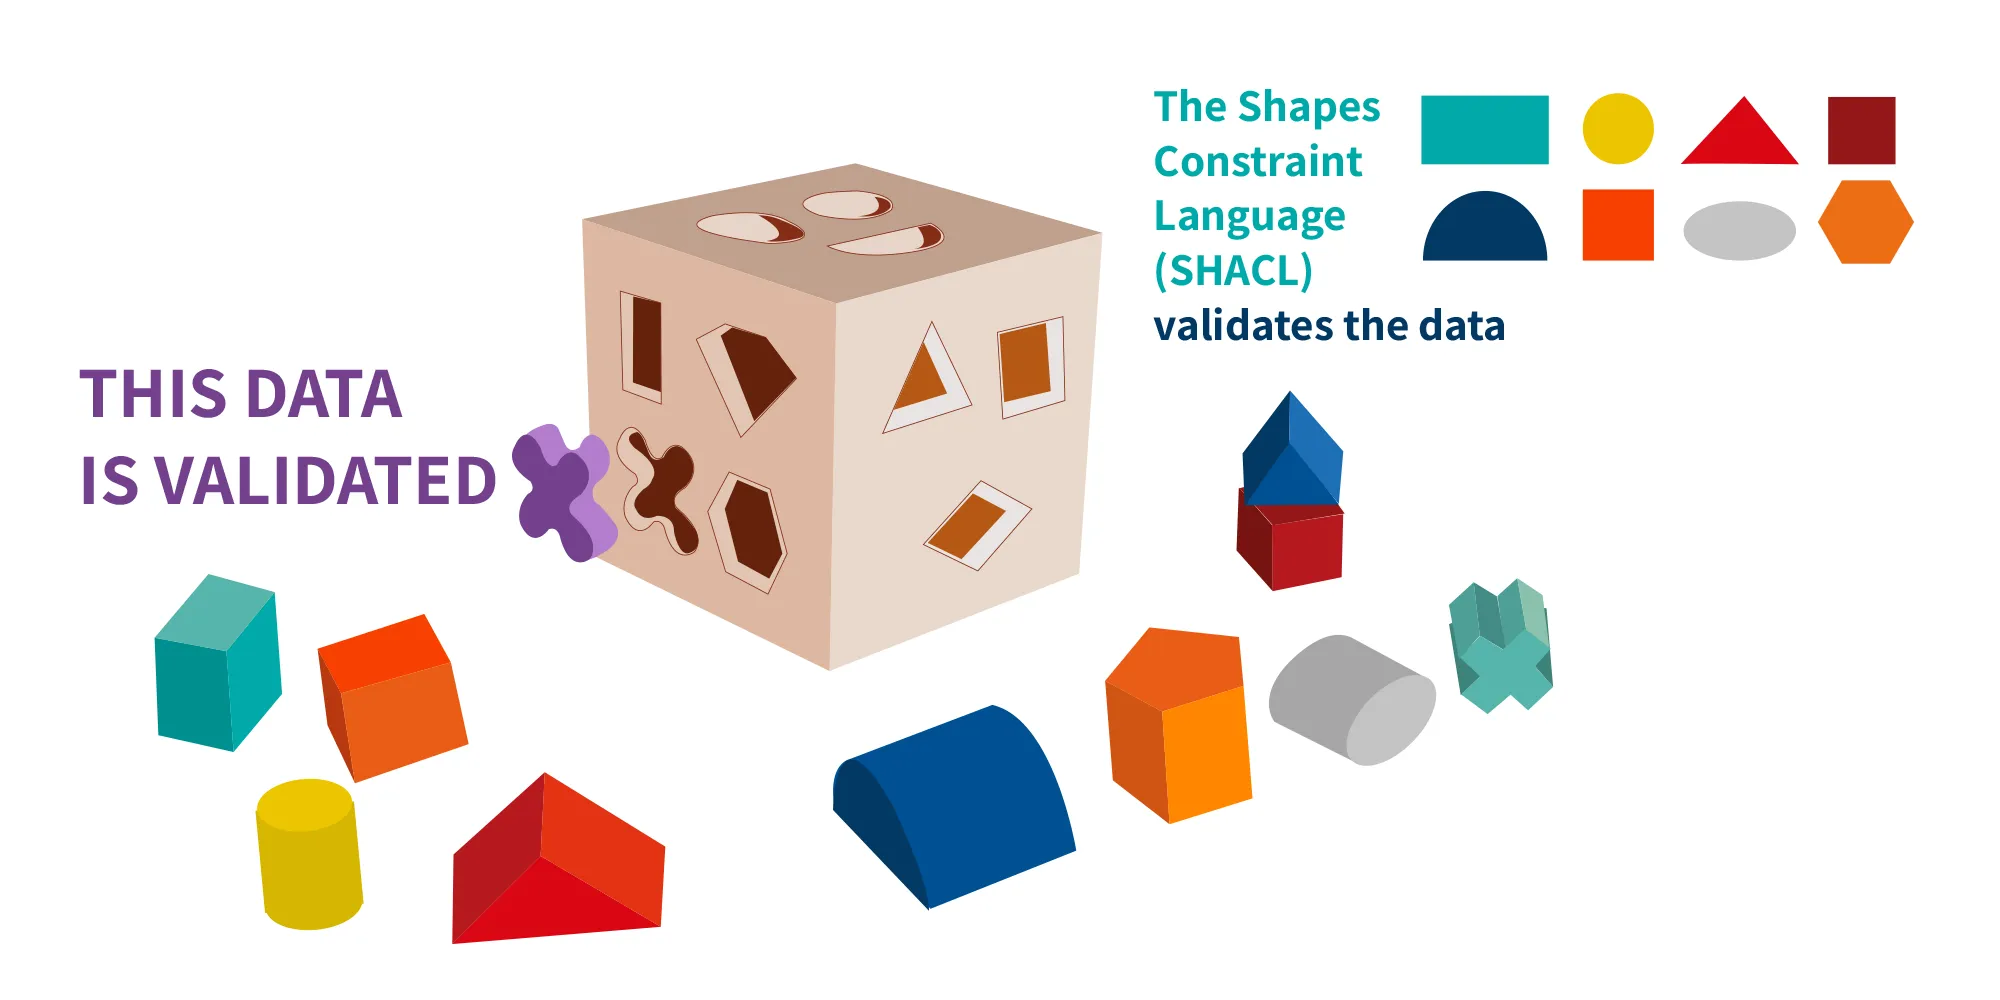 THIS DATA
IS VALIDATED
The Shapes
Constraint
Language
(SHACL)
validates the data